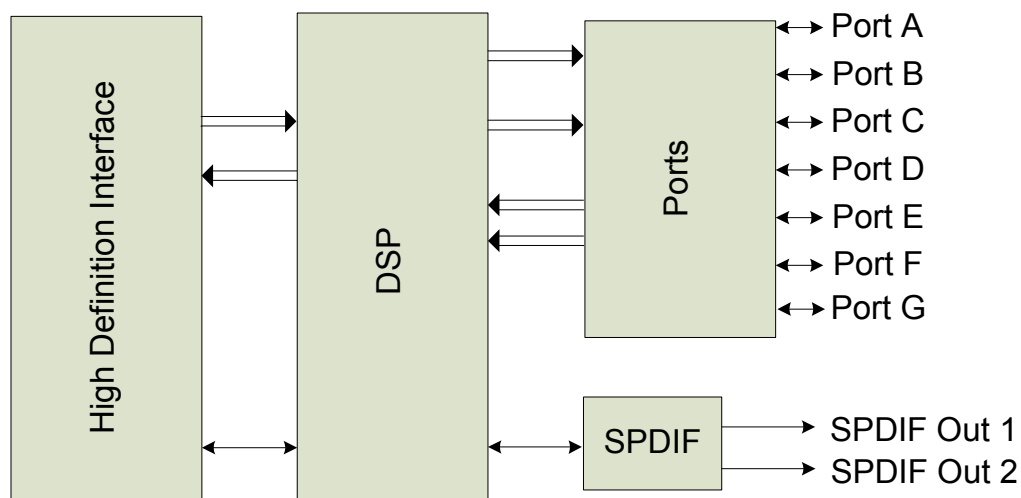 High Definition Interface
DSP
Ports
Port A
Port B
Port C
Port D
Port E
Port F
Port G
SPDIF
SPDIF Out 1
SPDIF Out 2